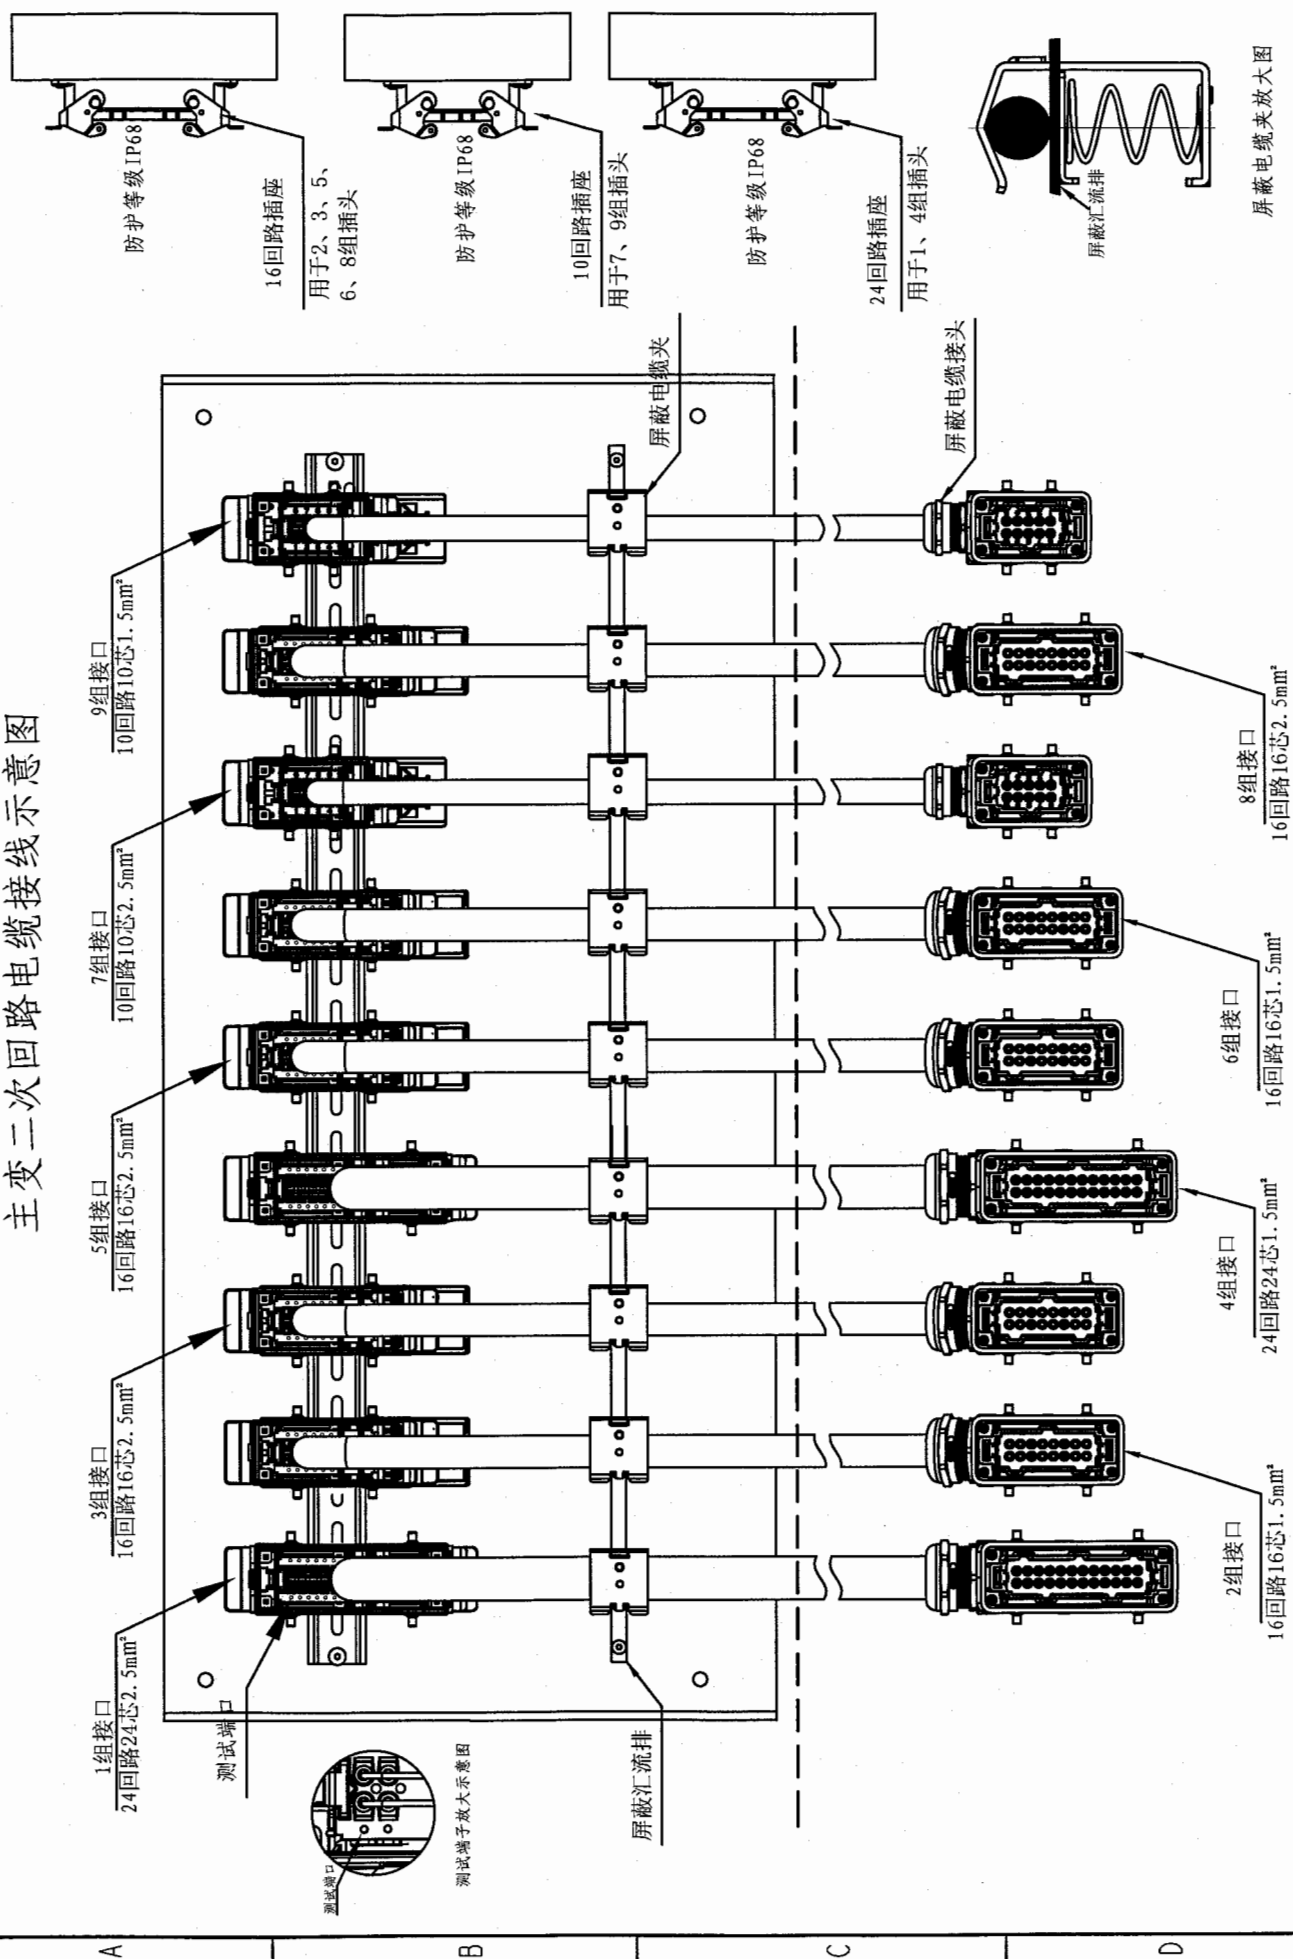 主变二次回路电缆接线示意图
1组接口
24回路24芯2.5mm²
3组接口
16回路16芯2.5mm²
5组接口
16回路16芯2.5mm²
7组接口
10回路10芯2.5mm²
9组接口
10回路10芯1.5mm²
防护等级IP68
16回路插座
用于2、3、5、
6、8组插头
测试端口
防护等级IP68
10回路插座
用于7、9组插头
测试端口
测试端子放大示意图
屏蔽汇流排
屏蔽电缆夹
防护等级IP68
24回路插座
用于1、4组插头
屏蔽电缆接头
屏蔽汇流排
屏蔽电缆夹放大图
2组接口
16回路16芯1.5mm²
4组接口
24回路24芯1.5mm²
6组接口
16回路16芯1.5mm²
8组接口
16回路16芯2.5mm²
A
B
C
D